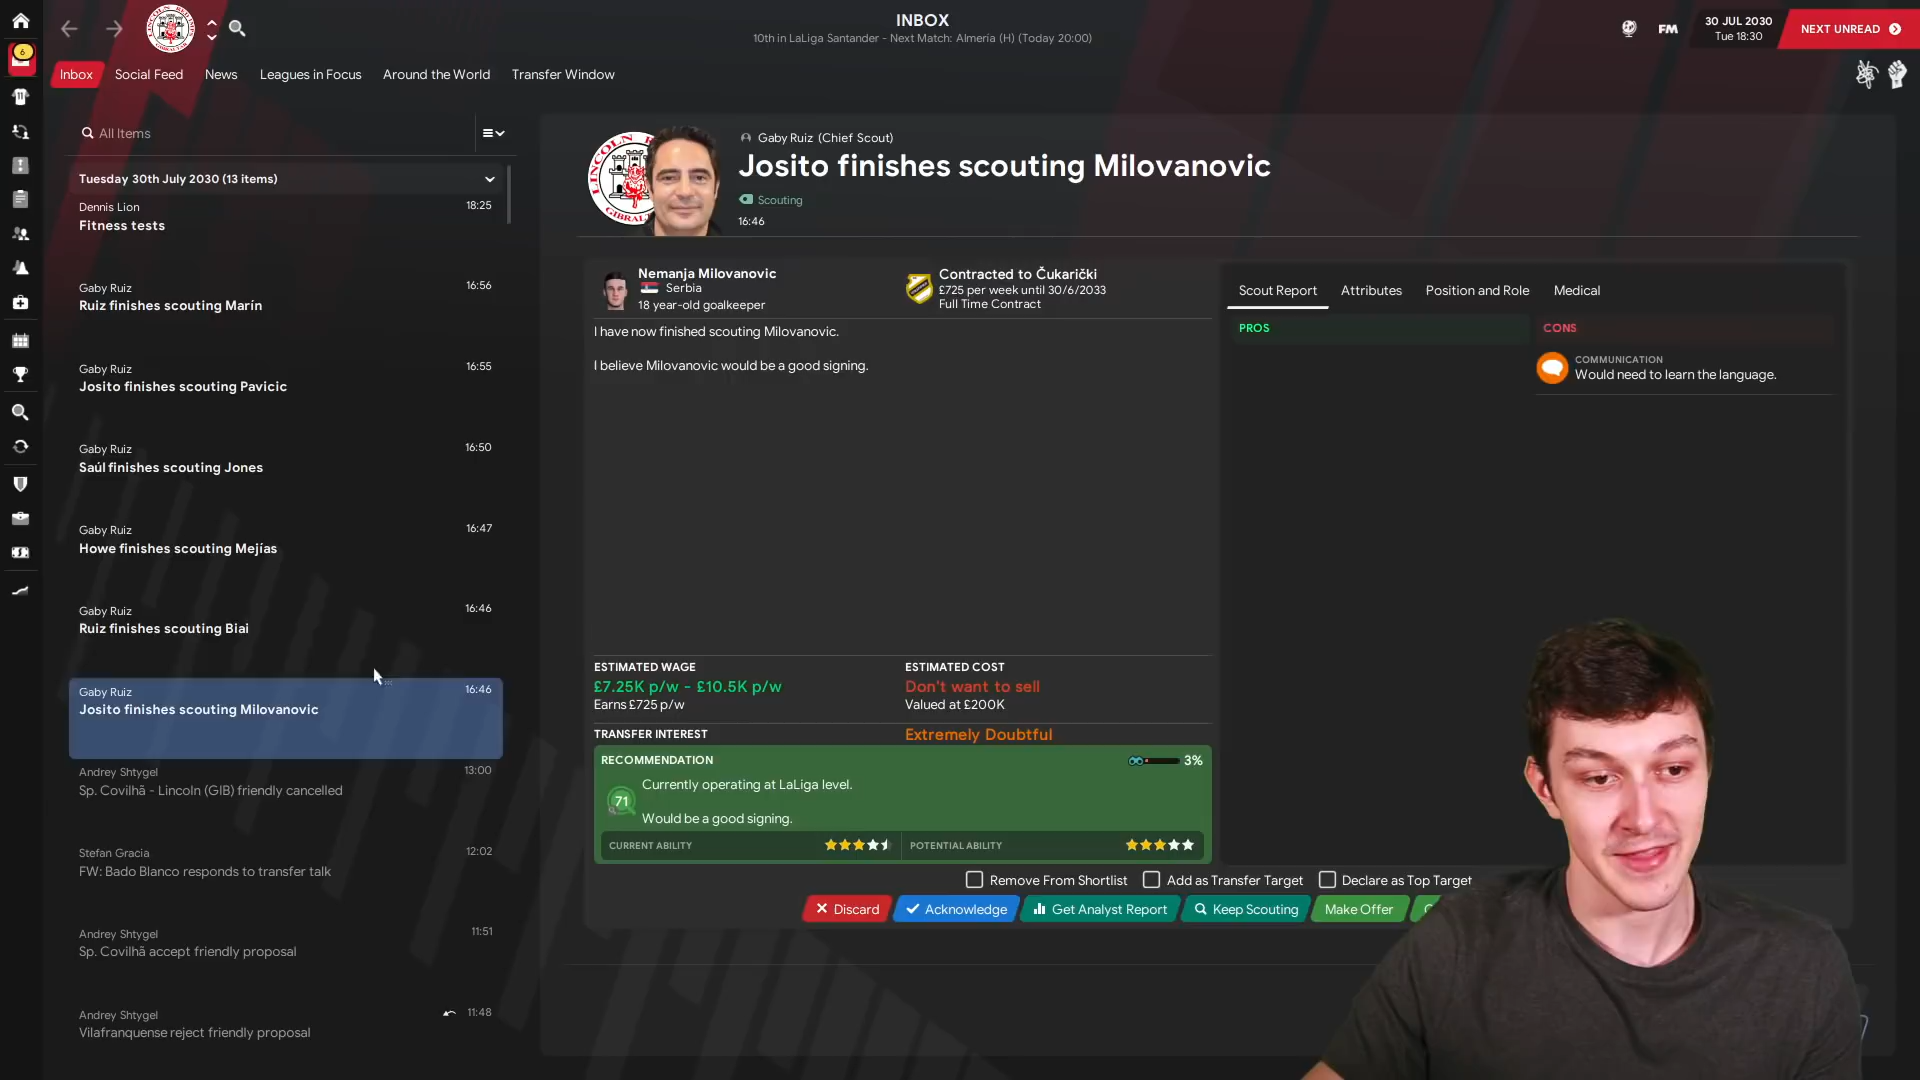 INBOX
10th in LaLiga Santander - Next Match: Almería (H) (Today 20:00)
FM
30 JUL 2030
Tue 18:30
NEXT UNREAD
6
Inbox
Social Feed
News
Leagues in Focus
Around the World
Transfer Window
All Items
Tuesday 30th July 2030 (13 items)
Dennis Lion
18:25
Fitness tests
Gaby Ruiz
16:56
Ruiz finishes scouting Marín
Gaby Ruiz
16:55
Josito finishes scouting Pavicic
Gaby Ruiz
16:50
Saúl finishes scouting Jones
Gaby Ruiz
16:47
Howe finishes scouting Mejías
Gaby Ruiz
16:46
Ruiz finishes scouting Biai
Gaby Ruiz
16:46
Josito finishes scouting Milovanovic
Andrey Shtygel
13:00
Sp. Covilhã - Lincoln (GIB) friendly cancelled
Stefan Gracia
12:02
FW: Bado Blanco responds to transfer talk
Andrey Shtygel
11:51
Sp. Covilhã accept friendly proposal
Andrey Shtygel
11:48
Vilafranquense reject friendly proposal
Gaby Ruiz (Chief Scout)
Josito finishes scouting Milovanovic
Scouting
16:46
Nemanja Milovanovic
Serbia
18 year-old goalkeeper
Contracted to Čukarički
£725 per week until 30/6/2033
Full Time Contract
I have now finished scouting Milovanovic.
I believe Milovanovic would be a good signing.
ESTIMATED WAGE
£7.25K p/w - £10.5K p/w
Earns £725 p/w
ESTIMATED COST
Don't want to sell
Valued at £200K
TRANSFER INTEREST
Extremely Doubtful
RECOMMENDATION
3%
Currently operating at LaLiga level.
71
Would be a good signing.
CURRENT ABILITY
POTENTIAL ABILITY
Scout Report
Attributes
Position and Role
Medical
PROS
CONS
COMMUNICATION
Would need to learn the language.
Remove From Shortlist
Add as Transfer Target
Declare as Top Target
Discard
Acknowledge
Get Analyst Report
Keep Scouting
Make Offer